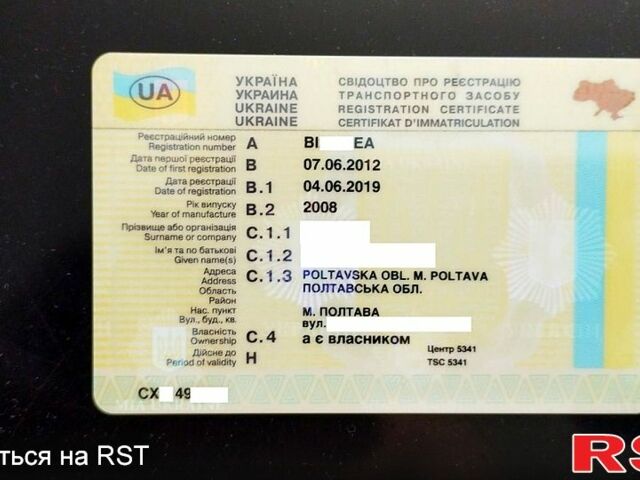 UA
УКРАЇНА
УКРАИНА
UKRAINE
UKRAINE
СВІДОЦТВО ПРО РЕЄСТРАЦІЮ
ТРАНСПОРТНОГО ЗАСОБУ
REGISTRATION CERTIFICATE
CERTIFIKAT D'IMMATRICULATION
Реєстраційний номер
Registration number A BI EA
Дата першої реєстрації
Date of first registration B 07.06.2012
Дата реєстрації
Date of registration B.1 04.06.2019
Рік випуску
Year of manufacture B.2 2008
Прізвище або організація
Surname or company C.1.1
Ім'я та по батькові
Given name(s) C.1.2
Адреса
Address C.1.3 POLTAVSKA OBL. M. POLTAVA
Область ПОЛТАВСЬКА ОБЛ.
Район
Нас. пункт М. ПОЛТАВА
Вул., буд., кв. вул.
Власність
Ownership C.4 а є власником
Дійсне до
Period of validity H
Центр 5341
TSC 5341
CX 49
ться на RST
RS